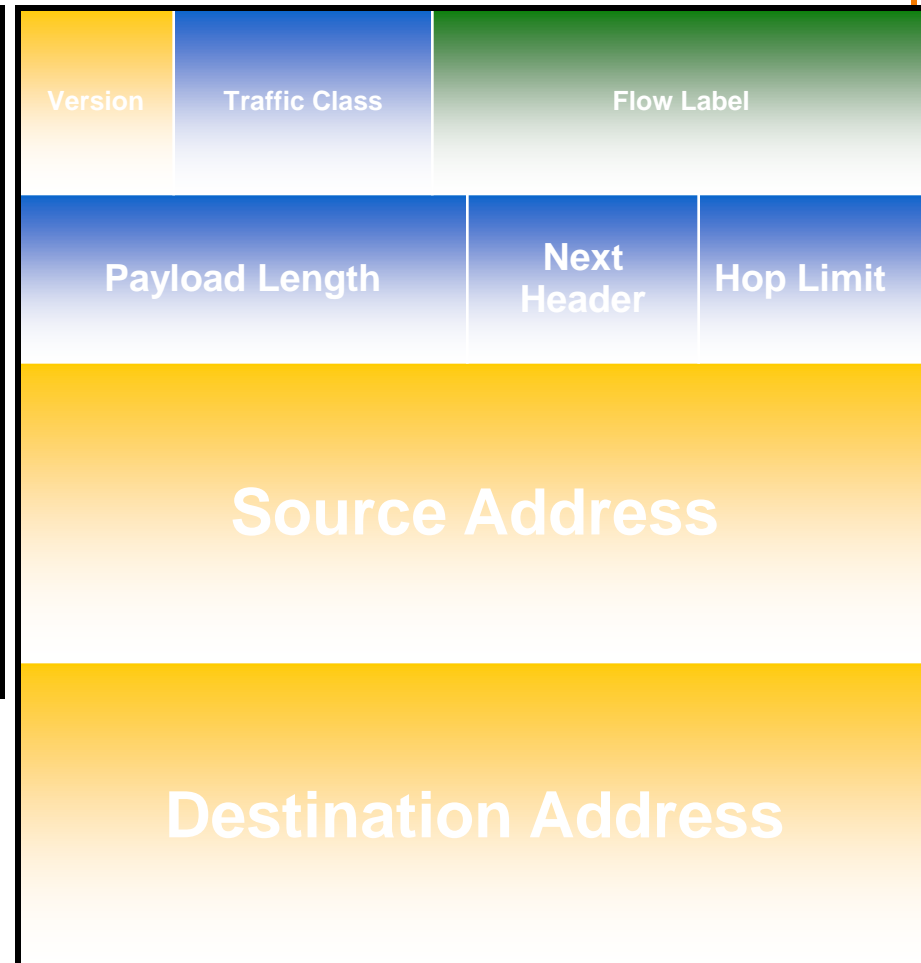 Version
Traffic Class
Flow Label
Payload Length
Next
Header
Hop Limit
Source Address
Destination Address